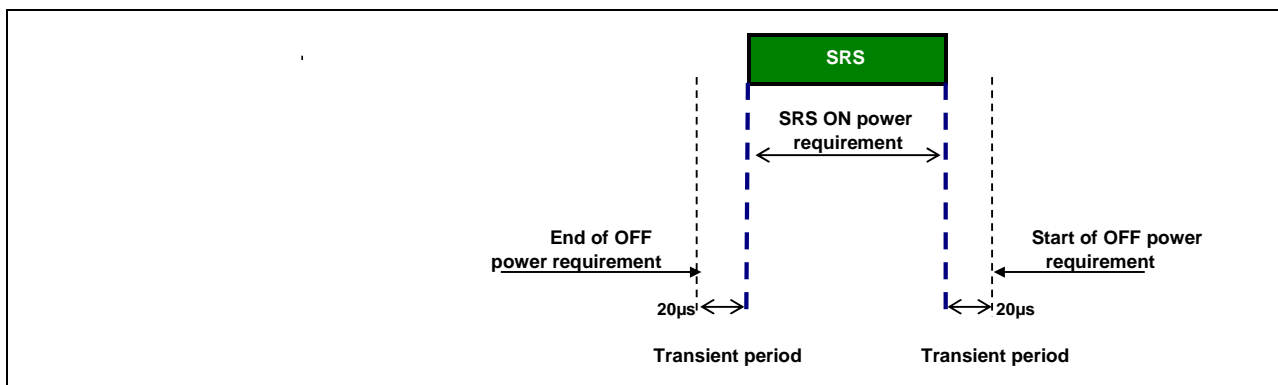 SRS
SRS ON power
requirement
End of OFF
power requirement
Start of OFF power
requirement
20µs
20µs
Transient period
Transient period